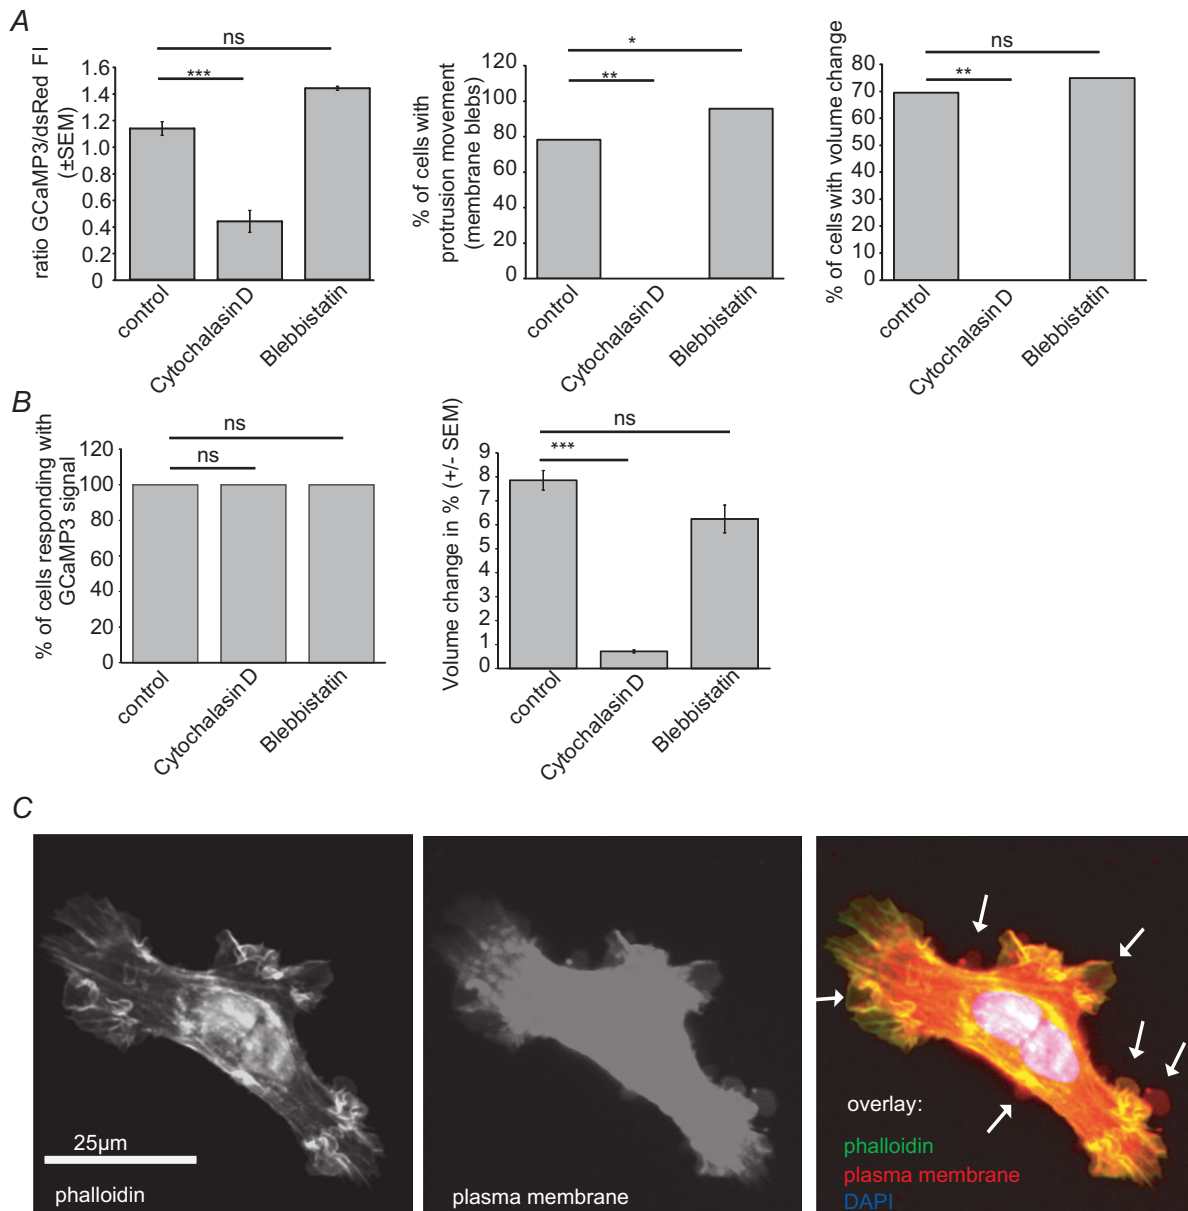 A
ns
***
ratio GCaMP3/dsRed FI
(±SEM)
1.6
1.4
1.2
1.0
0.8
0.6
0.4
0.2
0
control
Cytochalasin D
Blebbistatin
*
**
% of cells with
protrusion movement
(membrane blebs)
120
100
80
60
40
20
0
control
Cytochalasin D
Blebbistatin
ns
**
% of cells with volume change
80
70
60
50
40
30
20
10
0
control
Cytochalasin D
Blebbistatin
B
ns
ns
% of cells responding with
GCaMP3 signal
120
100
80
60
40
20
0
control
Cytochalasin D
Blebbistatin
ns
***
Volume change in % (+/- SEM)
9
8
7
6
5
4
3
2
1
0
control
Cytochalasin D
Blebbistatin
C
25µm
phalloidin
plasma membrane
overlay:
phalloidin
plasma membrane
DAPI